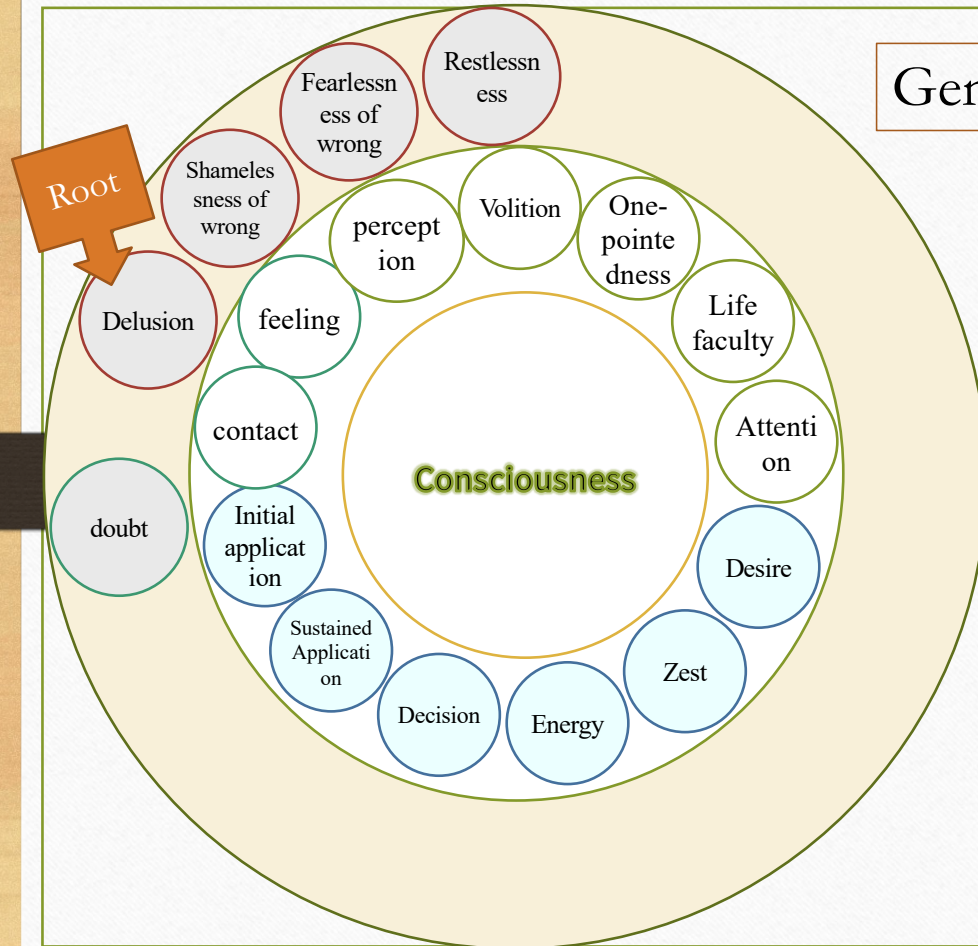 Restlessn
ess
Fearlessn
ess of
wrong
Ger
Shameles
sness of
wrong
Root
Delusion
doubt
Volition
One-
pointe
dness
percept
ion
Life
faculty
feeling
contact
Attenti
on
Consciousness
Initial
applicat
ion
Desire
Sustained
Applicati
on
Zest
Decision
Energy